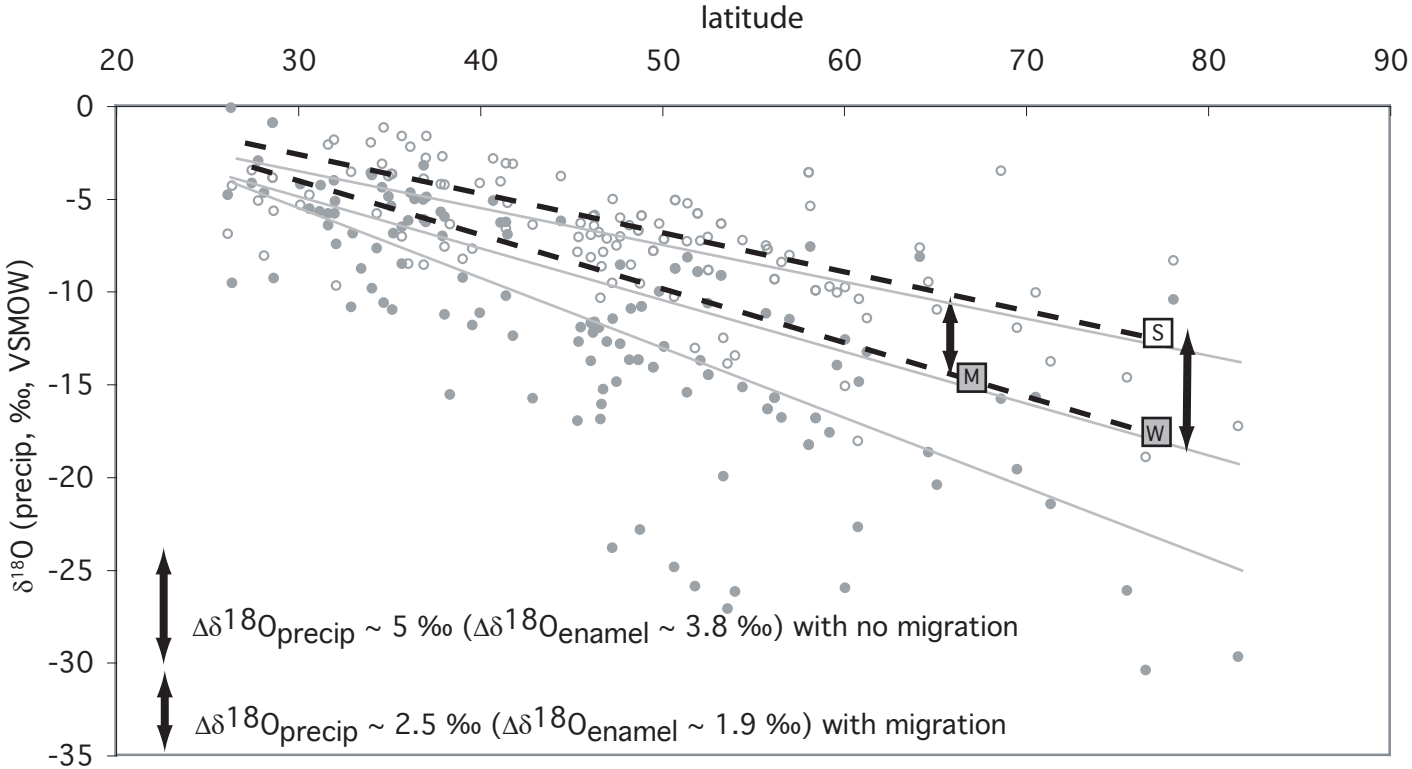 latitude
20 30 40 50 60 70 80 90
0
-5
-10
-15
-20
-25
-30
-35
δ18O (precip, ‰, VSMOW)
S
M
W
Δδ18Oprecip ~ 5 ‰ (Δδ18Oenamel ~ 3.8 ‰) with no migration
Δδ18Oprecip ~ 2.5 ‰ (Δδ18Oenamel ~ 1.9 ‰) with migration